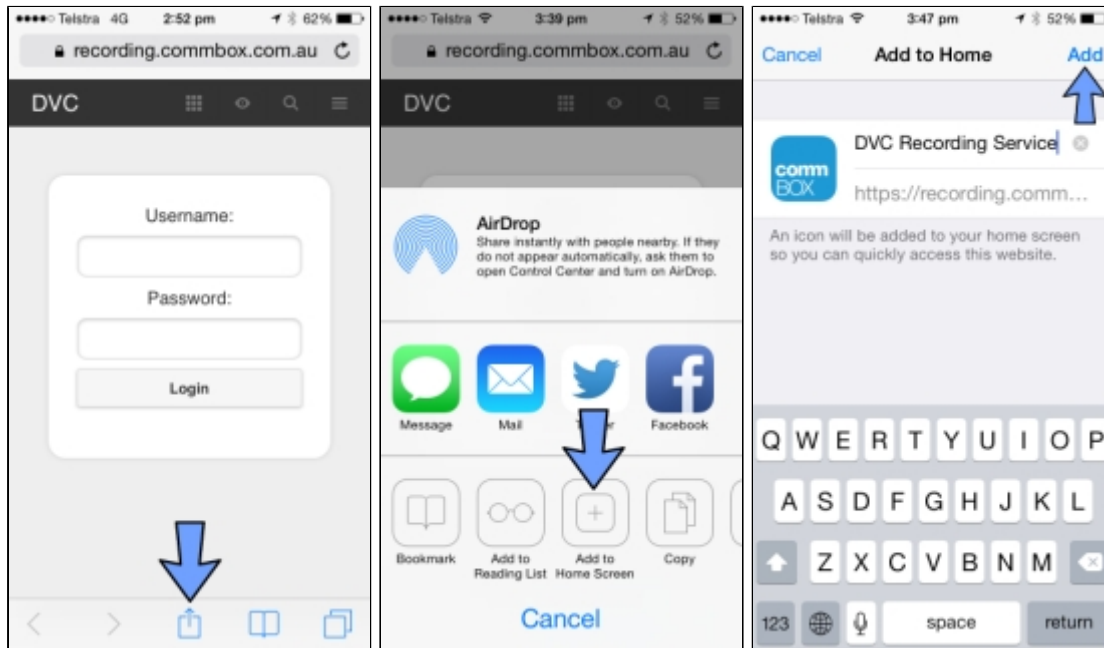 Telstra 4G 2:52 pm 62%
recording.commbox.com.au
DVC
Username:
Password:
Login
Telstra 3:39 pm 52%
recording.commbox.com.au
DVC
AirDrop
Share instantly with people nearby. If they
do not appear automatically, ask them to
open Control Center and turn on AirDrop.
Message Mail Facebook
Bookmark Add to Reading List Add to Home Screen Copy
Cancel
Telstra 3:47 pm 52%
Cancel Add to Home Add
comm
BOX
DVC Recording Service
https://recording.comm...
An icon will be added to your home screen
so you can quickly access this website.
Q W E R T Y U I O P
A S D F G H J K L
Z X C V B N M
123 space return